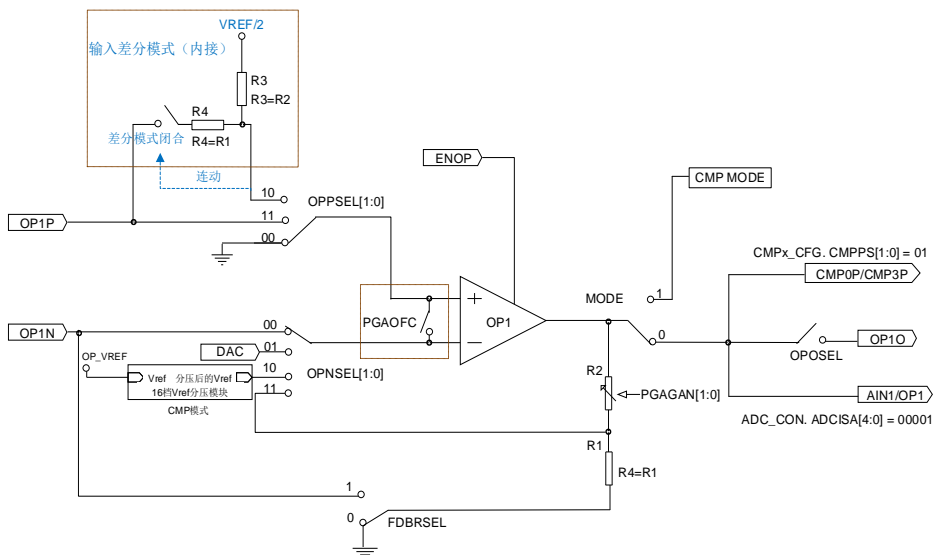 VREF/2
输入差分模式（内接）
R3
R3=R2
R4
R4=R1
差分模式闭合
连动
ENOP
CMP MODE
10
OPPSEL[1:0]
OP1P
11
00
CMPx_CFG. CMPPS[1:0] = 01
CMP0P/CMP3P
MODE
1
0
PGAOFC
+
−
OP1
OP1N
00
DAC
01
OPNSEL[1:0]
10
11
OP_VREF
Vref 分压后的Vref
16档Vref分压模块
CMP模式
OPOSEL
OP1O
R2
PGAGAN[1:0]
AIN1/OP1
ADC_CON. ADCISA[4:0] = 00001
R1
R4=R1
1
0
FDBRSEL